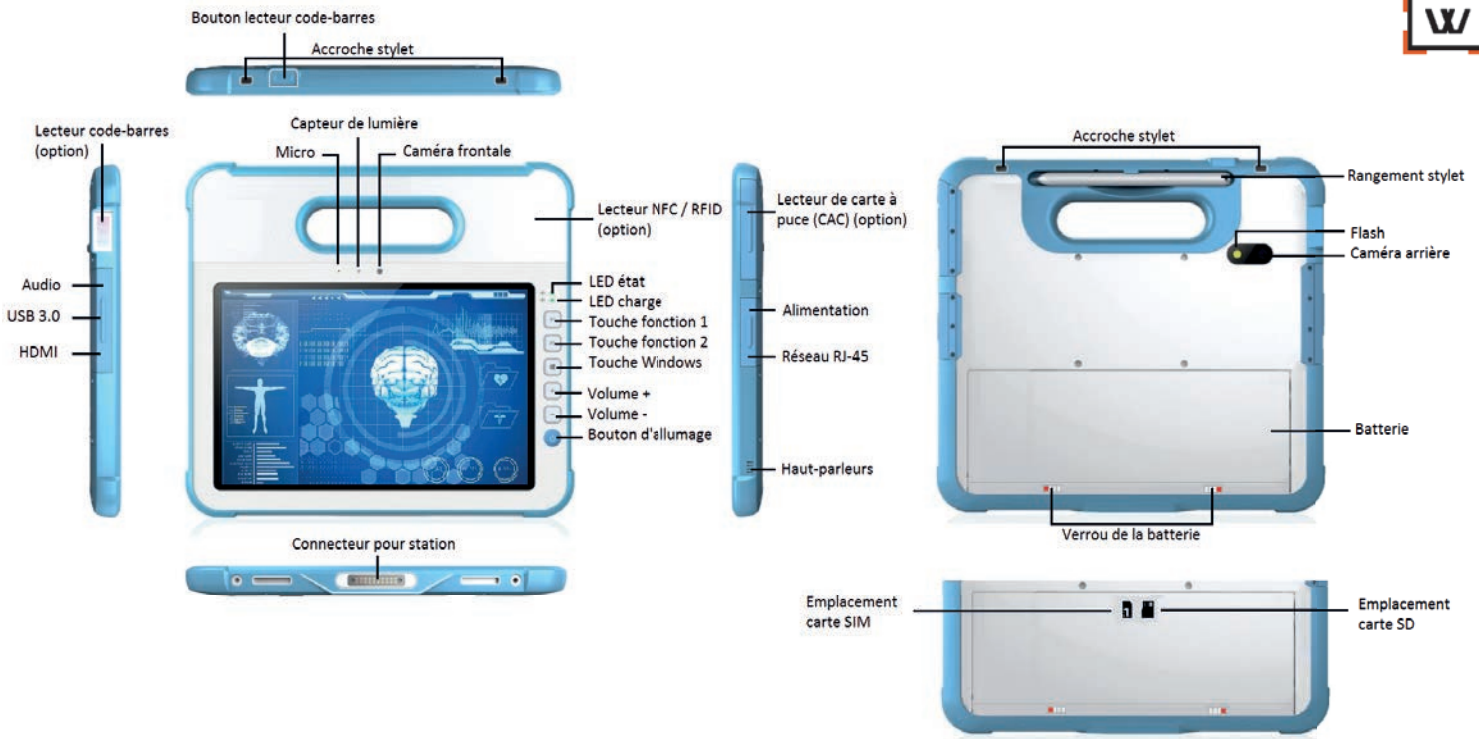 Bouton lecteur code-barres
Accroche stylet
Lecteur code-barres
(option)
Capteur de lumière
Micro
Caméra frontale
Lecteur NFC / RFID
(option)
Audio
USB 3.0
HDMI
LED état
LED charge
Touche fonction 1
Touche fonction 2
Touche Windows
Volume +
Volume -
Bouton d'allumage
Connecteur pour station
Lecteur de carte à
puce (CAC) (option)
Alimentation
Réseau RJ-45
Haut-parleurs
Accroche stylet
Rangement stylet
Flash
Caméra arrière
Batterie
Verrou de la batterie
Emplacement
carte SIM
Emplacement
carte SD
W